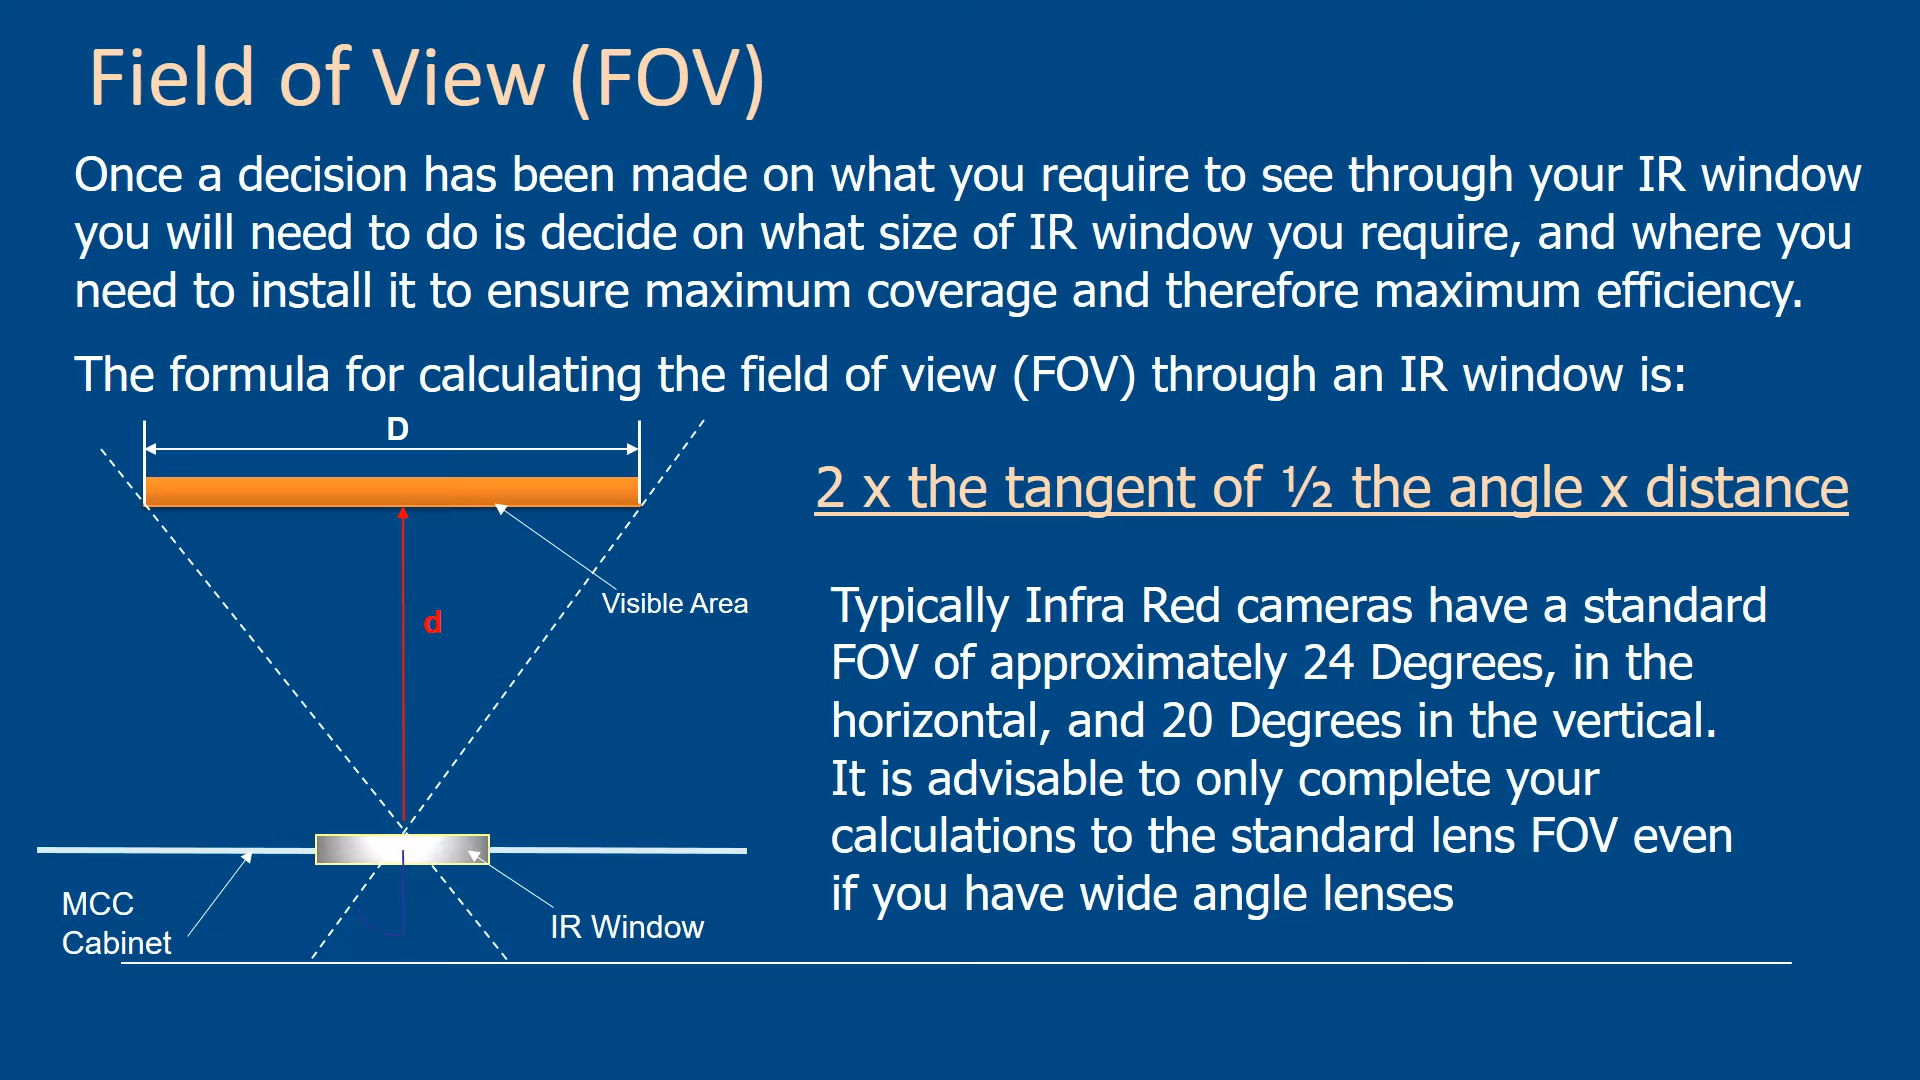 Field of View (FOV)
Once a decision has been made on what you require to see through your IR window
you will need to do is decide on what size of IR window you require, and where you
need to install it to ensure maximum coverage and therefore maximum efficiency.
The formula for calculating the field of view (FOV) through an IR window is:
D
2 x the tangent of ½ the angle x distance
Visible Area
d
Typically Infra Red cameras have a standard
FOV of approximately 24 Degrees, in the
horizontal, and 20 Degrees in the vertical.
It is advisable to only complete your
calculations to the standard lens FOV even
if you have wide angle lenses
MCC
Cabinet
IR Window